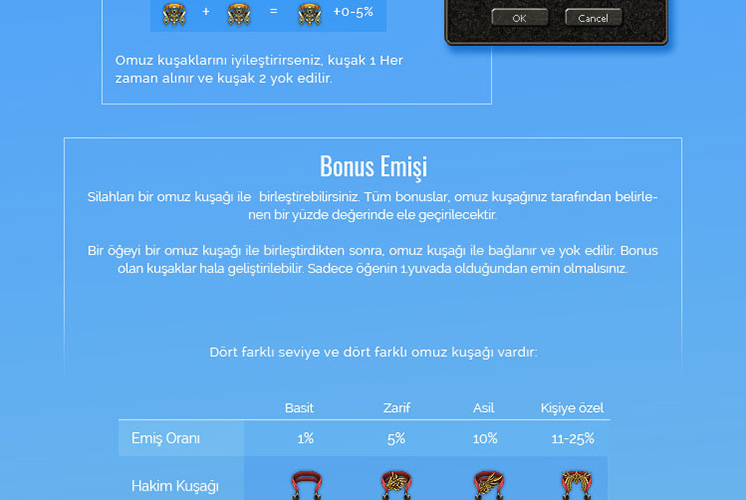 + = +0-5%
OK Cancel
Omuz kuşaklarını iyileştirirseniz, kuşak 1 Her
zaman alınır ve kuşak 2 yok edilir.
Bonus Emişi
Silahları bir omuz kuşağı ile birleştirebilirsiniz. Tüm bonuslar, omuz kuşağınız tarafından belirle-
nen bir yüzde değerinde ele geçirilecektir.
Bir öğeyi bir omuz kuşağı ile birleştirdikten sonra, omuz kuşağı ile bağlanır ve yok edilir. Bonus
olan kuşaklar hala geliştirilebilir. Sadece öğenin 1.yuvada olduğundan emin olmalısınız.
Dört farklı seviye ve dört farklı omuz kuşağı vardır:
Basit Zarif Asil Kişiye özel
Emiş Oranı 1% 5% 10% 11-25%
Hakim Kuşağı